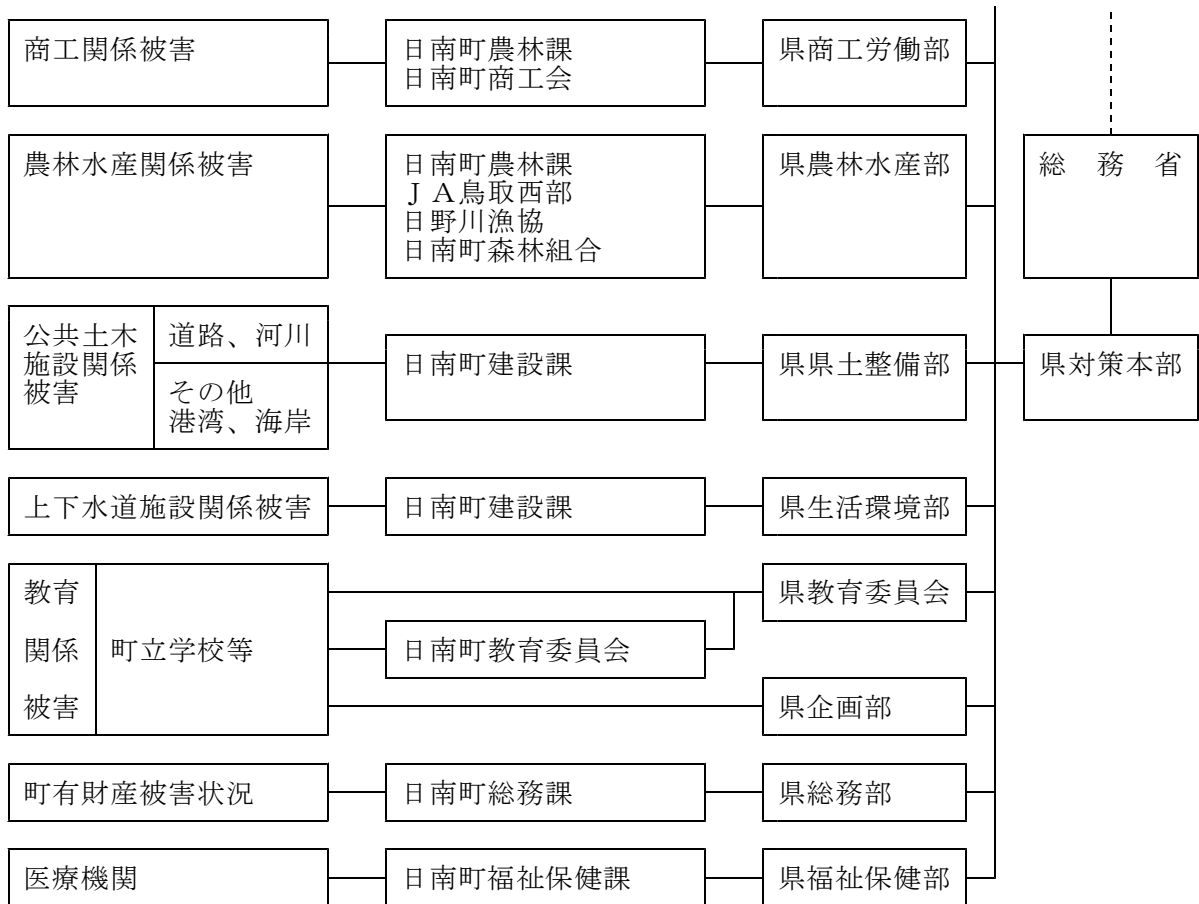 商工関係被害
日南町農林課
日南町商工会
県商工労働部
農林水産関係被害
日南町農林課
ＪＡ鳥取西部
日野川漁協
日南町森林組合
県農林水産部
総　務　省
公共土木
施設関係
被害
道路、河川
その他
港湾、海岸
日南町建設課
県県土整備部
県対策本部
上下水道施設関係被害
日南町建設課
県生活環境部
教育
関係
被害
町立学校等
日南町教育委員会
県教育委員会
県企画部
町有財産被害状況
日南町総務課
県総務部
医療機関
日南町福祉保健課
県福祉保健部